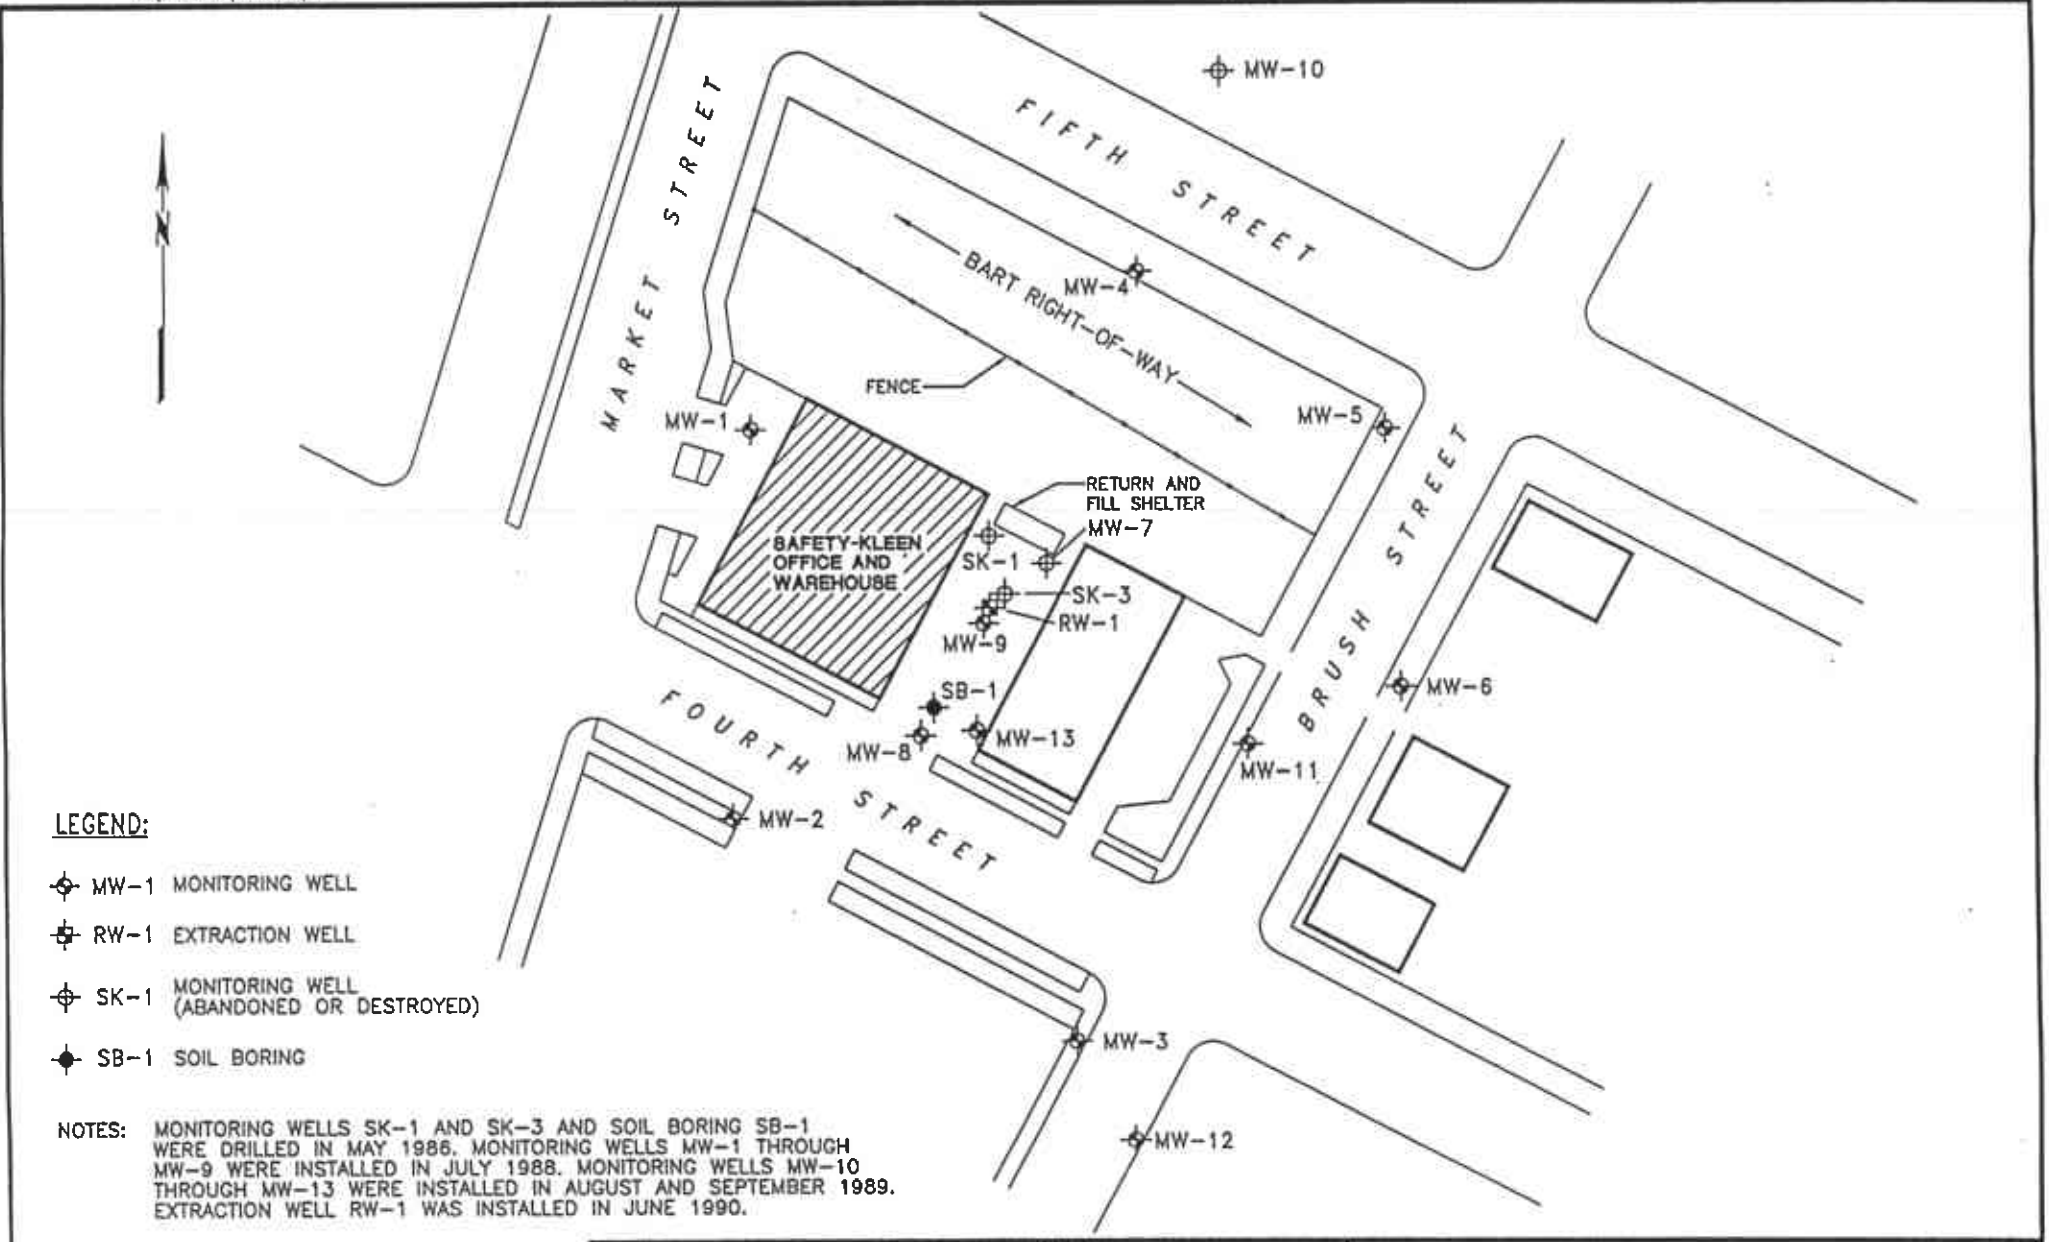 MW-10
FIFTH STREET
MARKET STREET
N
BART RIGHT-OF-WAY
MW-4
FENCE
MW-1
MW-5
RETURN AND
FILL SHELTER
MW-7
SAFETY-KLEEN
OFFICE AND
WAREHOUSE
SK-1
SK-3
RW-1
MW-9
BRUSH STREET
MW-6
SB-1
MW-13
MW-8
MW-11
FOURTH STREET
MW-2
MW-3
MW-12
LEGEND:
MW-1 MONITORING WELL
RW-1 EXTRACTION WELL
SK-1 MONITORING WELL
(ABANDONED OR DESTROYED)
SB-1 SOIL BORING
NOTES: MONITORING WELLS SK-1 AND SK-3 AND SOIL BORING SB-1
WERE DRILLED IN MAY 1986. MONITORING WELLS MW-1 THROUGH
MW-9 WERE INSTALLED IN JULY 1988. MONITORING WELLS MW-10
THROUGH MW-13 WERE INSTALLED IN AUGUST AND SEPTEMBER 1989.
EXTRACTION WELL RW-1 WAS INSTALLED IN JUNE 1990.